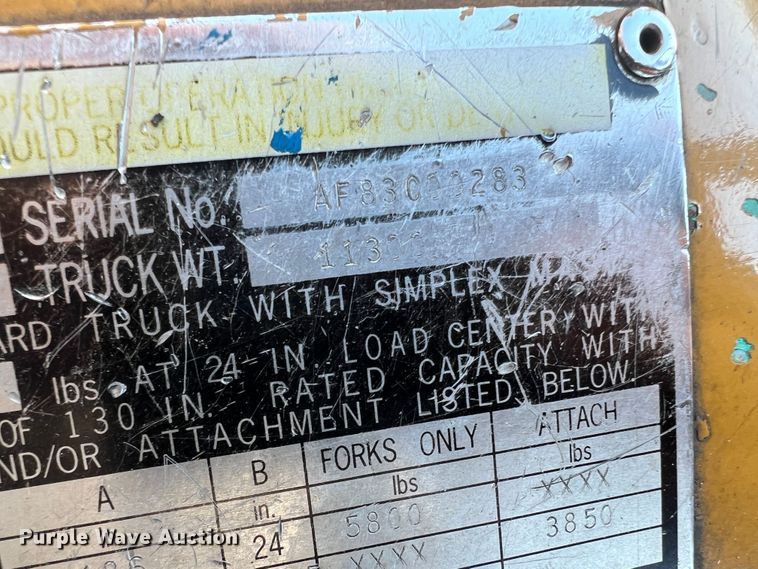 PROPER OPERATION
OULD RESULT IN INJURY OR DE
SERIAL No. AF83C00283
TRUCK WT. 113
ARD TRUCK WITH SIMPLEX
lbs. AT 24 IN. LOAD CENTER WITH
OF 130 IN. RATED CAPACITY WITH
ND/OR ATTACHMENT LISTED BELOW.
A B FORKS ONLY ATTACH
in. lbs lbs
XXXX
24 5800 3850
XXXX
Purple Wave Auction